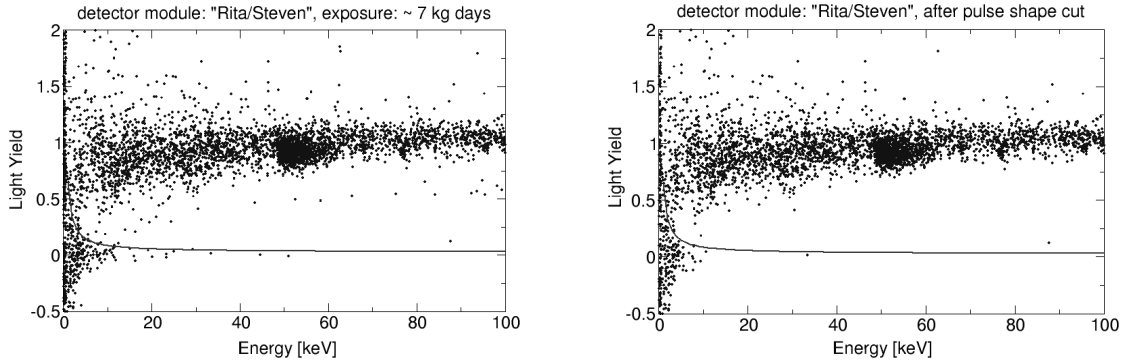 detector module: "Rita/Steven", exposure: ~ 7 kg days
2
1.5
1
0.5
0
-0.5
Light Yield
0 20 40 60 80 100
Energy [keV]
detector module: "Rita/Steven", after pulse shape cut
2
1.5
1
0.5
0
-0.5
Light Yield
0 20 40 60 80 100
Energy [keV]